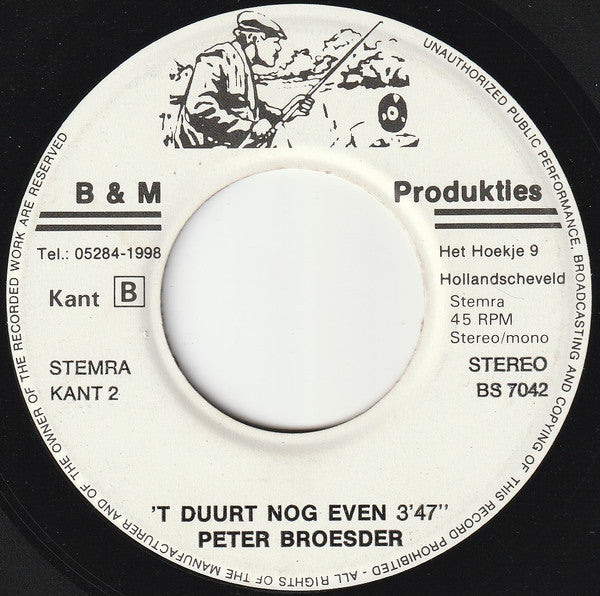 B & M Produkties
Tel.: 05284-1998
Het Hoekje 9
Hollandscheveld
Kant B
Stemra
45 RPM
Stereo/mono
STEMRA
KANT 2
STEREO
BS 7042
'T DUURT NOG EVEN 3'47"
PETER BROESDER
UNAUTHORIZED PUBLIC PERFORMANCE, BROADCASTING AND COPYING OF THIS RECORD PROHIBITED - ALL RIGHTS OF THE MANUFACTURER AND OF THE OWNER OF THE RECORDED WORK ARE RESERVED